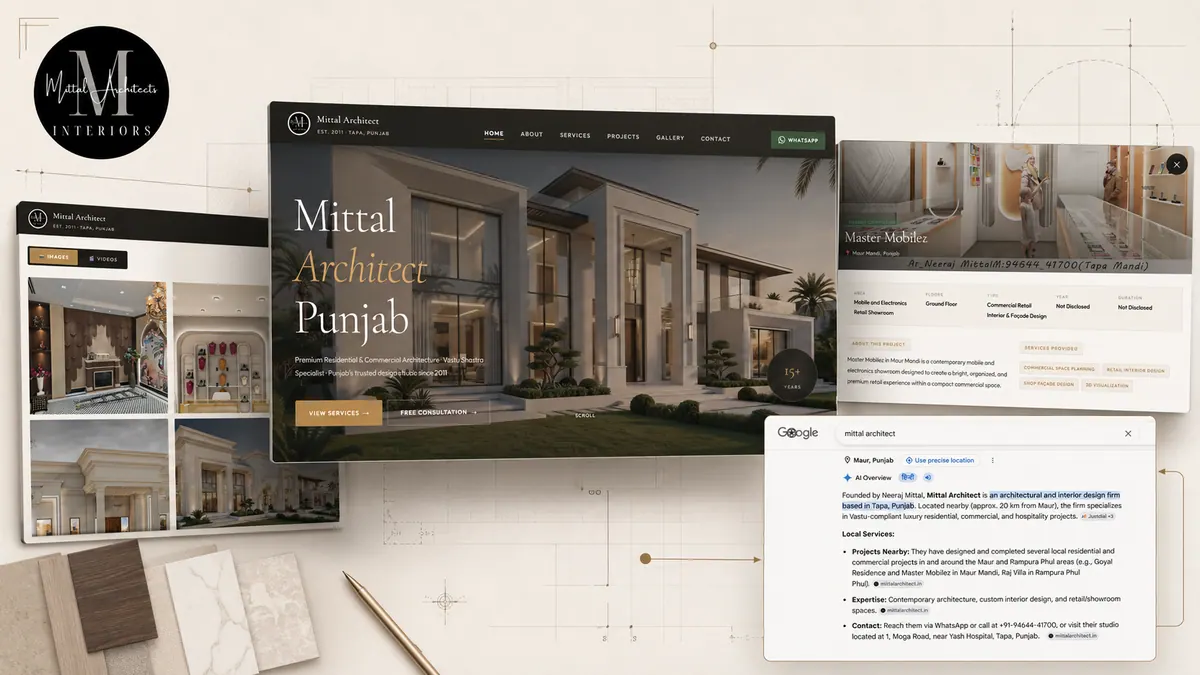 M
Mittal Architects
INTERIORS
Mittal Architect
EST. 2011 · TAPA, PUNJAB
IMAGES
VIDEOS
M
Mittal Architect
EST. 2011 · TAPA, PUNJAB
HOME
ABOUT
SERVICES
PROJECTS
GALLERY
CONTACT
WHATSAPP
Mittal
Architect
Punjab
Premium Residential & Commercial Architecture · Vastu Shastra
Specialist · Punjab's trusted design studio since 2011
VIEW SERVICES →
FREE CONSULTATION →
SCROLL
15+
YEARS
Master Mobilez
Maur Mandi, Punjab
Ar_Neeraj MittalM:94644_41700(Tapa Mandi)
AREA
Mobile and Electronics
Retail Showroom
FLOORS
Ground Floor
TYPE
Commercial Retail
Interior & Façade Design
YEAR
Not Disclosed
DURATION
Not Disclosed
ABOUT THIS PROJECT
Master Mobilez in Maur Mandi is a contemporary mobile and
electronics showroom designed to create a bright, organized, and
premium retail experience within a compact commercial space.
SERVICES PROVIDED
COMMERCIAL SPACE PLANNING
RETAIL INTERIOR DESIGN
SHOP FAÇADE DESIGN
3D VISUALIZATION
Google
mittal architect
Maur, Punjab
Use precise location
AI Overview
हिन्दी
Founded by Neeraj Mittal, Mittal Architect is an architectural and interior design firm
based in Tapa, Punjab. Located nearby (approx. 20 km from Maur), the firm specializes
in Vastu-compliant luxury residential, commercial, and hospitality projects. Justdial +3
Local Services:
• Projects Nearby: They have designed and completed several local residential and
commercial projects in and around the Maur and Rampura Phul areas (e.g., Goyal
Residence and Master Mobilez in Maur Mandi, Raj Villa in Rampura Phul
Phul). mittalarchitect.in
• Expertise: Contemporary architecture, custom interior design, and retail/showroom
spaces. mittalarchitect.in
• Contact: Reach them via WhatsApp or call at +91-94644-41700, or visit their studio
located at 1, Moga Road, near Yash Hospital, Tapa, Punjab. mittalarchitect.in